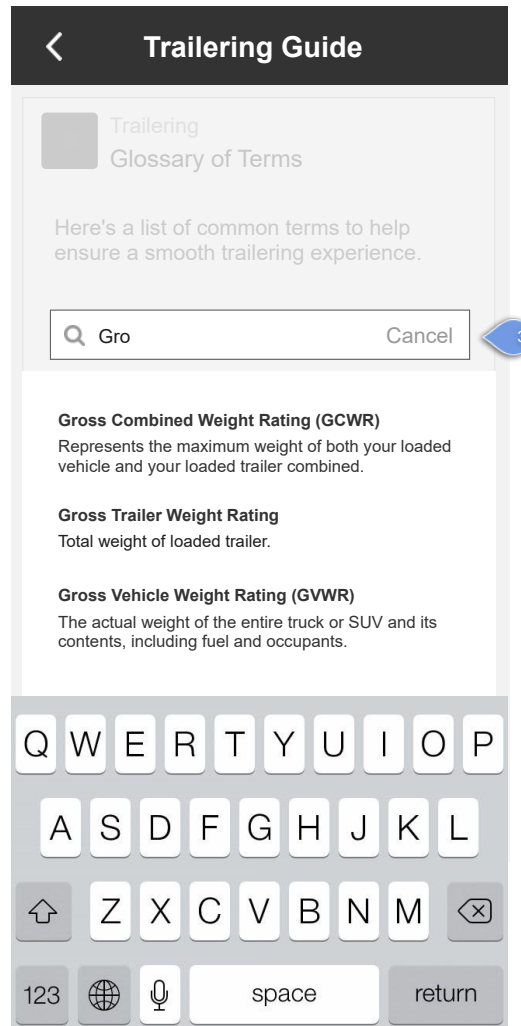 Trailering Guide
Trailering
Glossary of Terms
Here's a list of common terms to help
ensure a smooth trailering experience.
Gro Cancel
Gross Combined Weight Rating (GCWR)
Represents the maximum weight of both your loaded
vehicle and your loaded trailer combined.
Gross Trailer Weight Rating
Total weight of loaded trailer.
Gross Vehicle Weight Rating (GVWR)
The actual weight of the entire truck or SUV and its
contents, including fuel and occupants.
Q W E R T Y U I O P
A S D F G H J K L
Z X C V B N M
123 space return